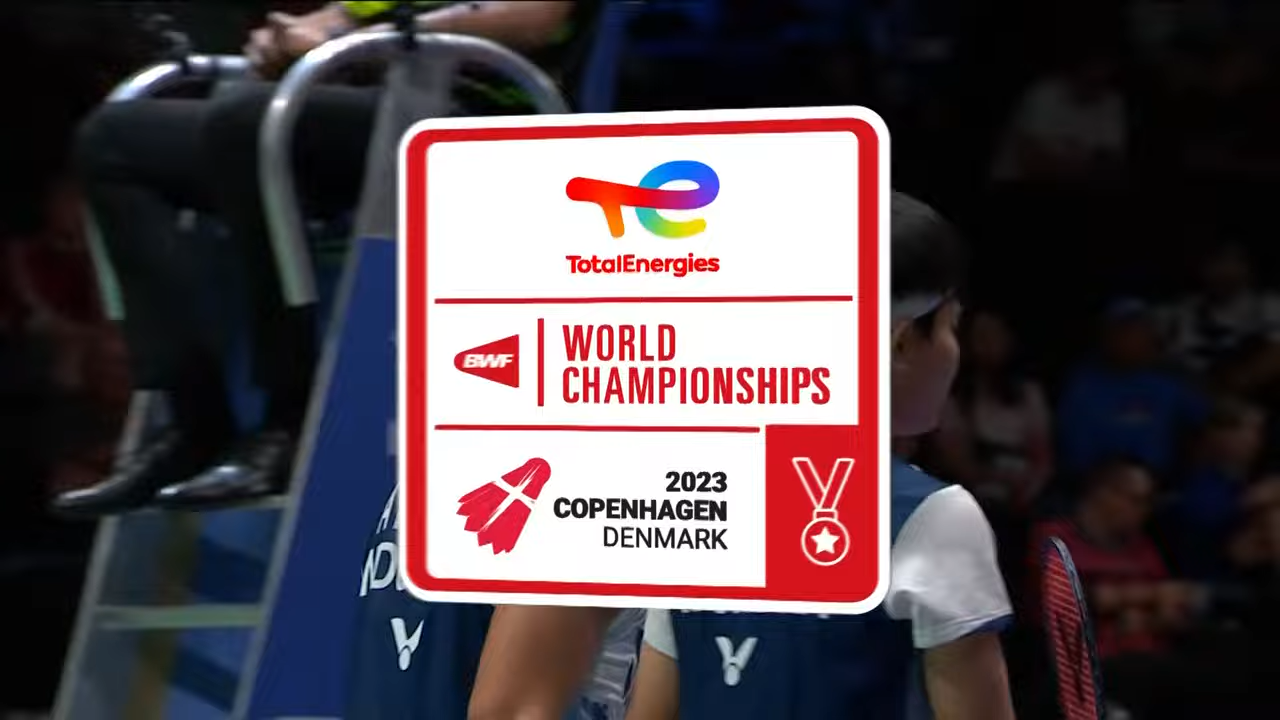 TotalEnergies
BWF
WORLD
CHAMPIONSHIPS
2023
COPENHAGEN
DENMARK